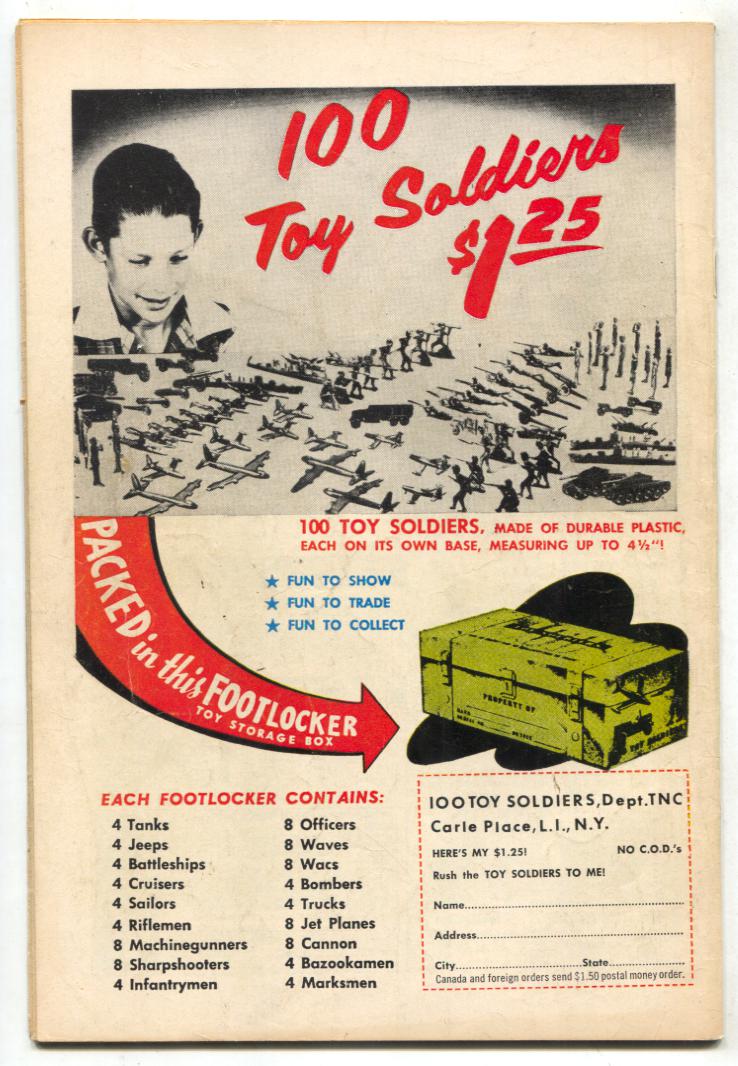 100
Toy Soldiers
$1.25
100 TOY SOLDIERS, MADE OF DURABLE PLASTIC,
EACH ON ITS OWN BASE, MEASURING UP TO 4½"!
★ FUN TO SHOW
★ FUN TO TRADE
★ FUN TO COLLECT
PACKED in this FOOTLOCKER
TOY STORAGE BOX
PROPERTY OF
TOY SOLDIERS
EACH FOOTLOCKER CONTAINS:
4 Tanks
4 Jeeps
4 Battleships
4 Cruisers
4 Sailors
4 Riflemen
8 Machinegunners
8 Sharpshooters
4 Infantrymen
8 Officers
8 Waves
8 Wacs
4 Bombers
4 Trucks
8 Jet Planes
8 Cannon
4 Bazookamen
4 Marksmen
100 TOY SOLDIERS, Dept. TNC
Carle Place, L.I., N.Y.
HERE'S MY $1.25! NO C.O.D.'s
Rush the TOY SOLDIERS TO ME!
Name
Address
City State
Canada and foreign orders send $1.50 postal money order.